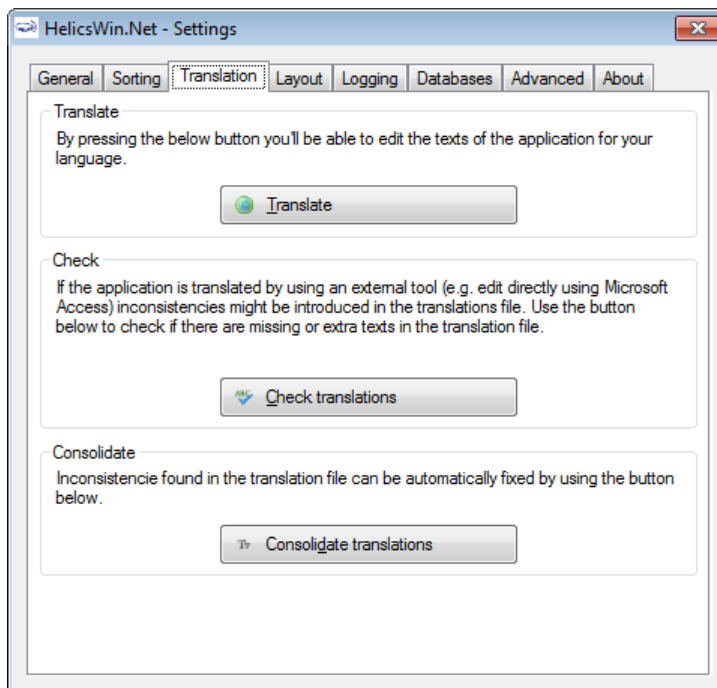 HelicsWin.Net - Settings
General Sorting Translation Layout Logging Databases Advanced About
Translate
By pressing the below button you'll be able to edit the texts of the application for your
language.
Translate
Check
If the application is translated by using an external tool (e.g. edit directly using Microsoft
Access) inconsistencies might be introduced in the translations file. Use the button
below to check if there are missing or extra texts in the translation file.
ABC Check translations
Consolidate
Inconsistencie found in the translation file can be automatically fixed by using the button
below.
Tr Consolidate translations